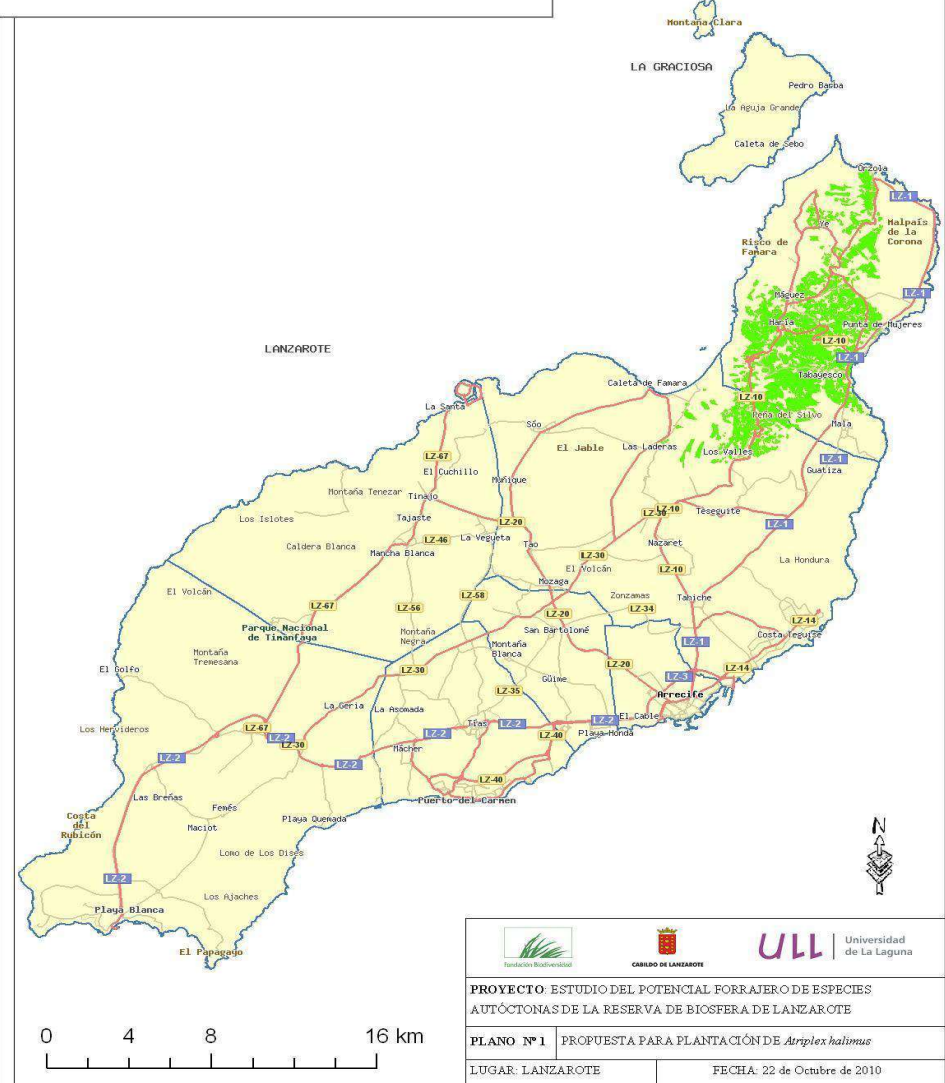 Montaña Clara
LA GRACIOSA
Pedro Barba
La Aguja Grande
Caleta de Sebo
Orzola
LZ-1
Yé
Malpaís
de la
Corona
Risco de
Famara
LZ-1
Máguez
Haría
Punta de Mujeres
LZ-10
LZ-1
LANZAROTE
Tabayesco
Caleta de Famara
LZ-10
La Santa
Peña del Silvo
Sóo
Mala
El Jable
Las Laderas
Los Valles
LZ-67
LZ-1
El Cuchillo
Guatiza
Muñique
Montaña Tenezar
Tinajo
LZ-30
LZ-10
Teseguite
Los Islotes
Tajaste
LZ-20
LZ-1
LZ-46
La Vegueta
Caldera Blanca
Mancha Blanca
Tao
Nazaret
LZ-30
La Hondura
El Volcán
LZ-10
Mozaga
El Volcán
LZ-58
Zonzamas
Tahiche
LZ-67
LZ-56
LZ-20
LZ-34
LZ-14
Parque Nacional
de Timanfaya
Montaña
Negra
San Bartolomé
Costa Teguise
LZ-1
Montaña
Tremesana
Montaña
Blanca
LZ-20
LZ-14
El Golfo
LZ-30
LZ-3
Güime
LZ-35
Arrecife
La Geria
La Asomada
El Cable
Los Hervideros
LZ-67
LZ-2
Tías
LZ-2
LZ-2
LZ-2
LZ-40
Playa Honda
LZ-30
Mácher
LZ-2
LZ-2
LZ-40
Las Breñas
Puerto del Carmen
Femés
Costa
del
Rubicón
Maciot
Playa Quemada
Lomo de Los Dises
LZ-2
Los Ajaches
Playa Blanca
El Papagayo
N
Fundación Biodiversidad
CABILDO DE LANZAROTE
ULL
Universidad
de La Laguna
PROYECTO: ESTUDIO DEL POTENCIAL FORRAJERO DE ESPECIES
AUTÓCTONAS DE LA RESERVA DE BIOSFERA DE LANZAROTE
0 4 8 16 km
PLANO Nº 1 PROPUESTA PARA PLANTACIÓN DE Atriplex halimus
LUGAR: LANZAROTE FECHA: 22 de Octubre de 2010